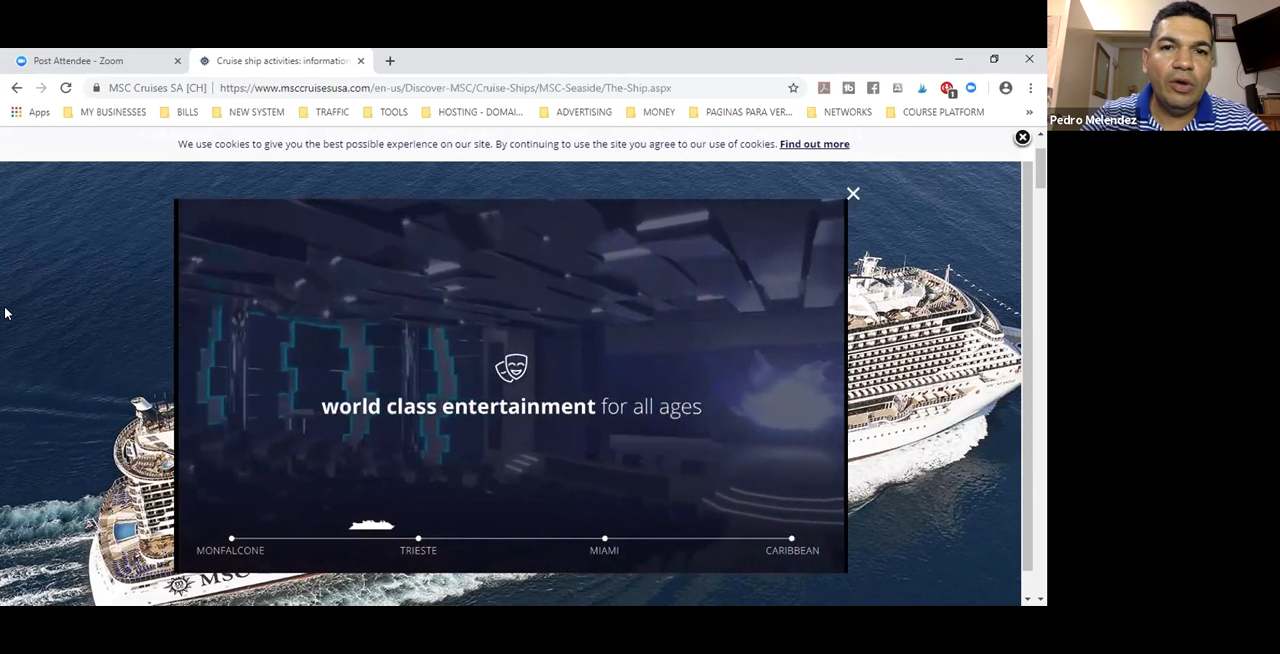 Post Attendee - Zoom
Cruise ship activities: information
MSC Cruises SA [CH] | https://www.msccruisesusa.com/en-us/Discover-MSC/Cruise-Ships/MSC-Seaside/The-Ship.aspx
Apps MY BUSINESSES BILLS NEW SYSTEM TRAFFIC TOOLS HOSTING - DOMAI... ADVERTISING MONEY PAGINAS PARA VER... NETWORKS COURSE PLATFORM »
We use cookies to give you the best possible experience on our site. By continuing to use the site you agree to our use of cookies. Find out more
world class entertainment for all ages
MONFALCONE TRIESTE MIAMI CARIBBEAN
MSC
Pedro Melendez